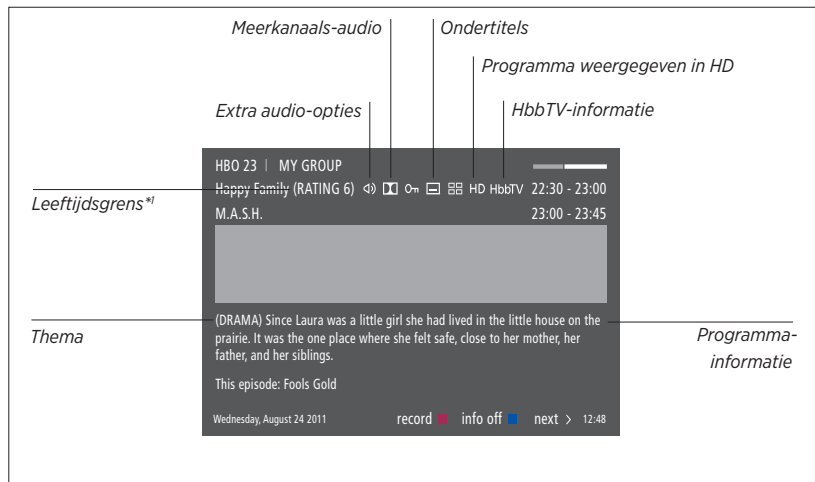 Meerkanaals-audio
Ondertitels
Programma weergegeven in HD
Extra audio-opties
HbbTV-informatie
HBO 23 | MY GROUP
Happy Family (RATING 6) HD HbbTV 22:30 - 23:00
Leeftijdsgrens*1
M.A.S.H. 23:00 - 23:45
(DRAMA) Since Laura was a little girl she had lived in the little house on the
Thema
prairie. It was the one place where she felt safe, close to her mother, her
Programma-
father, and her siblings.
informatie
This episode: Fools Gold
Wednesday, August 24 2011 record info off next > 12:48